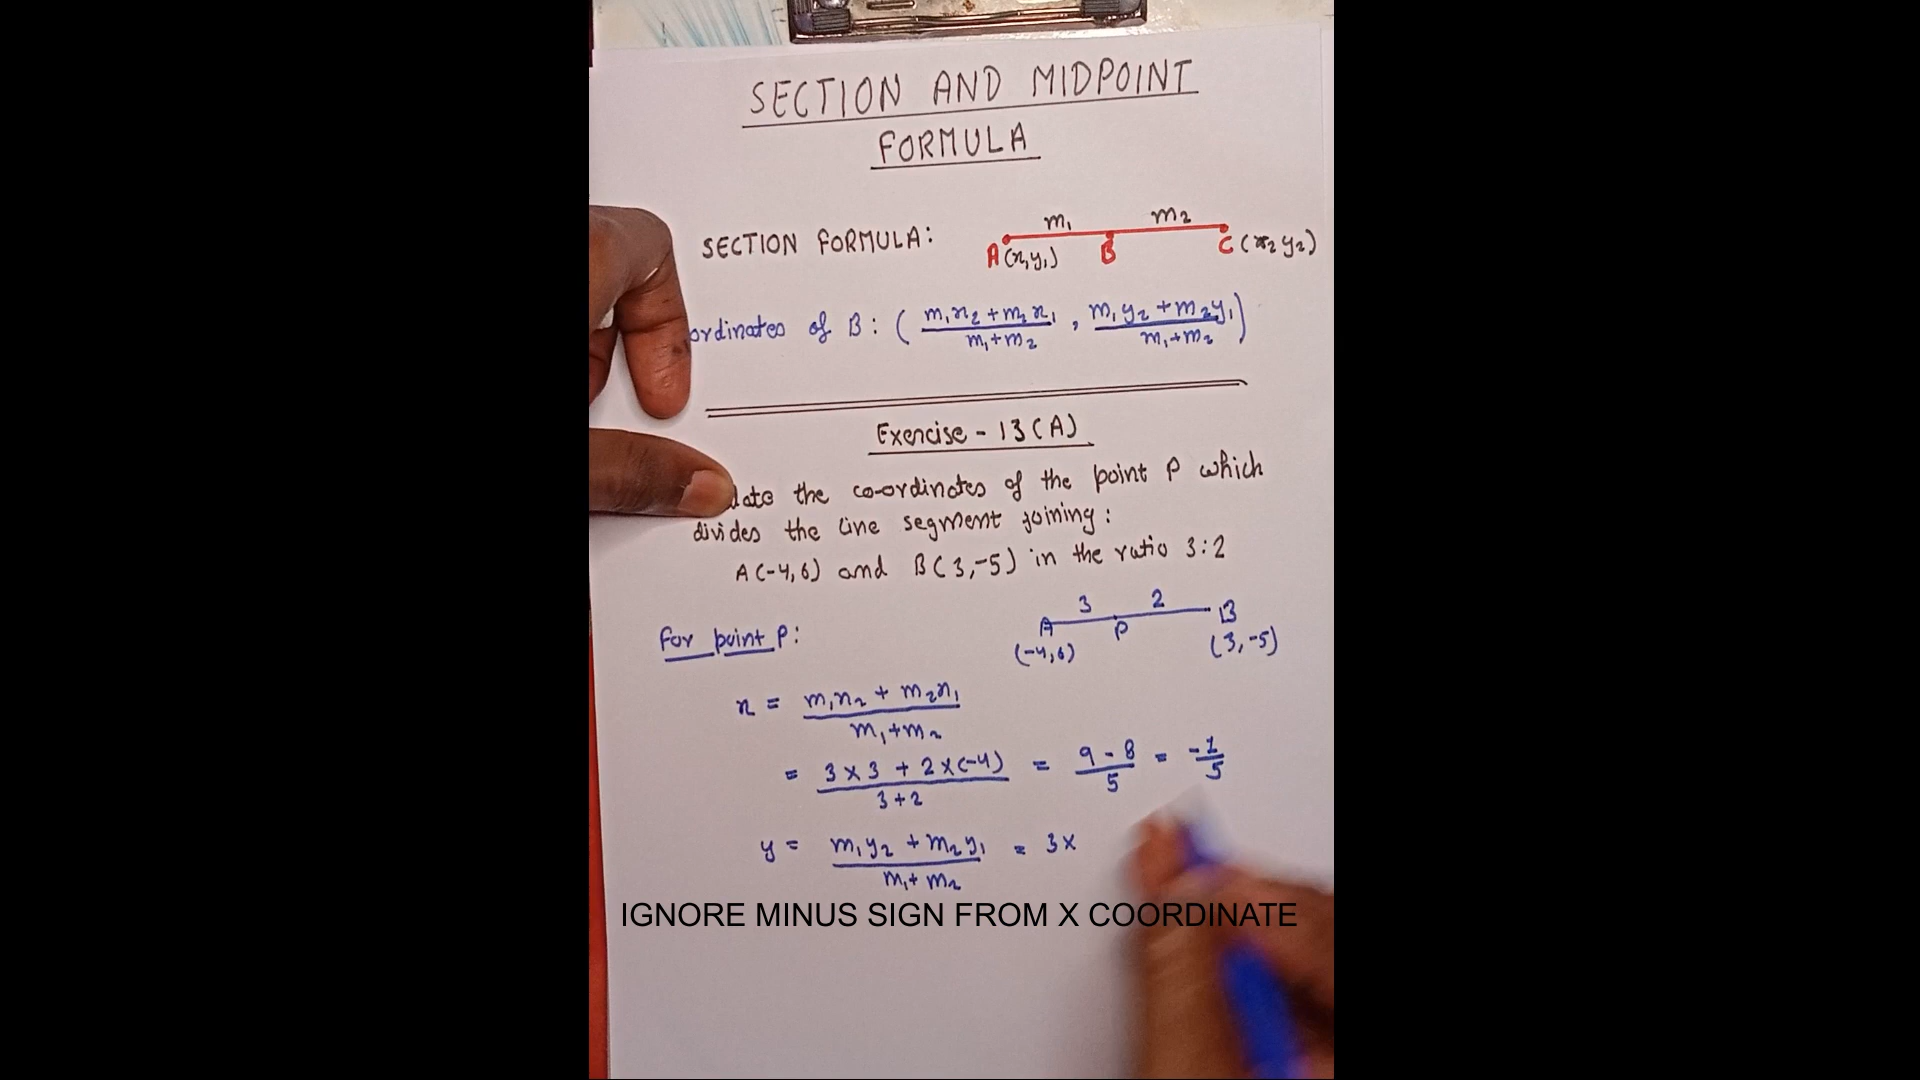 SECTION AND MIDPOINT
FORMULA
SECTION FORMULA:
m₁ m₂
A(x₁y₁) B C(x₂y₂)
ordinates of B: ( m₁x₂+m₂x₁ / m₁+m₂ , m₁y₂+m₂y₁ / m₁+m₂ )
Exercise - 13(A)
the co-ordinates of the point P which
divides the line segment joining:
A(-4,6) and B(3,-5) in the ratio 3:2
3 2
A P B
(-4,6) (3,-5)
For point P:
x = m₁x₂ + m₂x₁ / m₁+m₂
= 3×3 + 2×(-4) / 3+2 = 9-8 / 5 = -1/5
y = m₁y₂ + m₂y₁ / m₁+m₂ = 3×
IGNORE MINUS SIGN FROM X COORDINATE